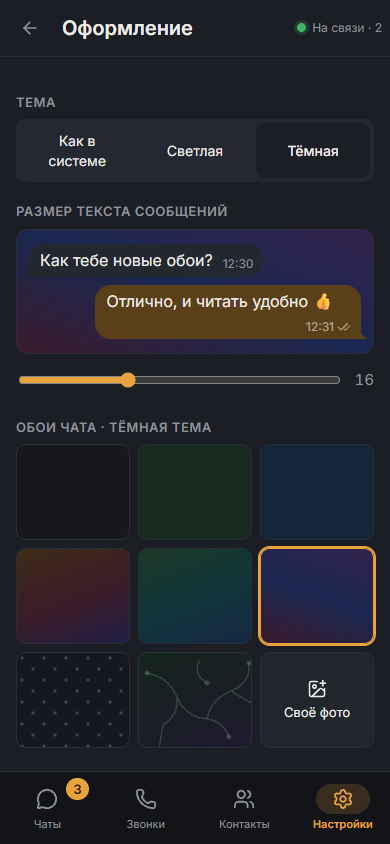 Оформление
На связи · 2
ТЕМА
Как в
системе
Светлая
Тёмная
РАЗМЕР ТЕКСТА СООБЩЕНИЙ
Как тебе новые обои? 12:30
Отлично, и читать удобно 👍
12:31
16
ОБОИ ЧАТА · ТЁМНАЯ ТЕМА
Своё фото
3
Чаты
Звонки
Контакты
Настройки